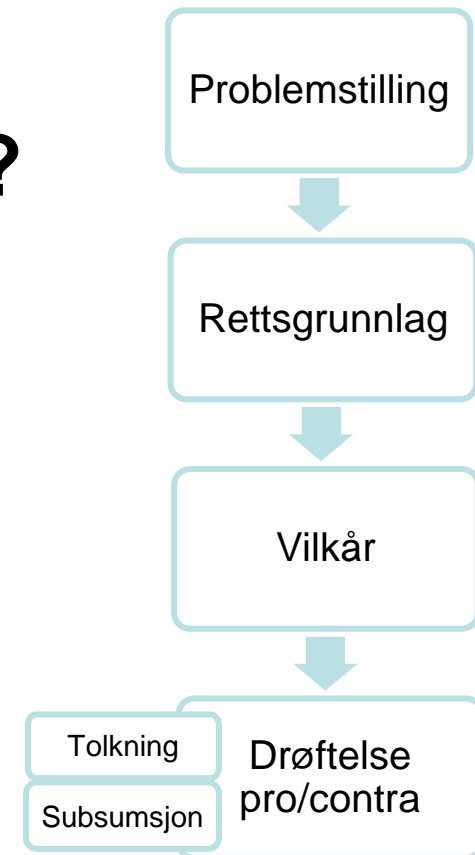 ?
Problemstilling
Rettsgrunnlag
Vilkår
Tolkning
Subsumsjon
Drøftelse
pro/contra